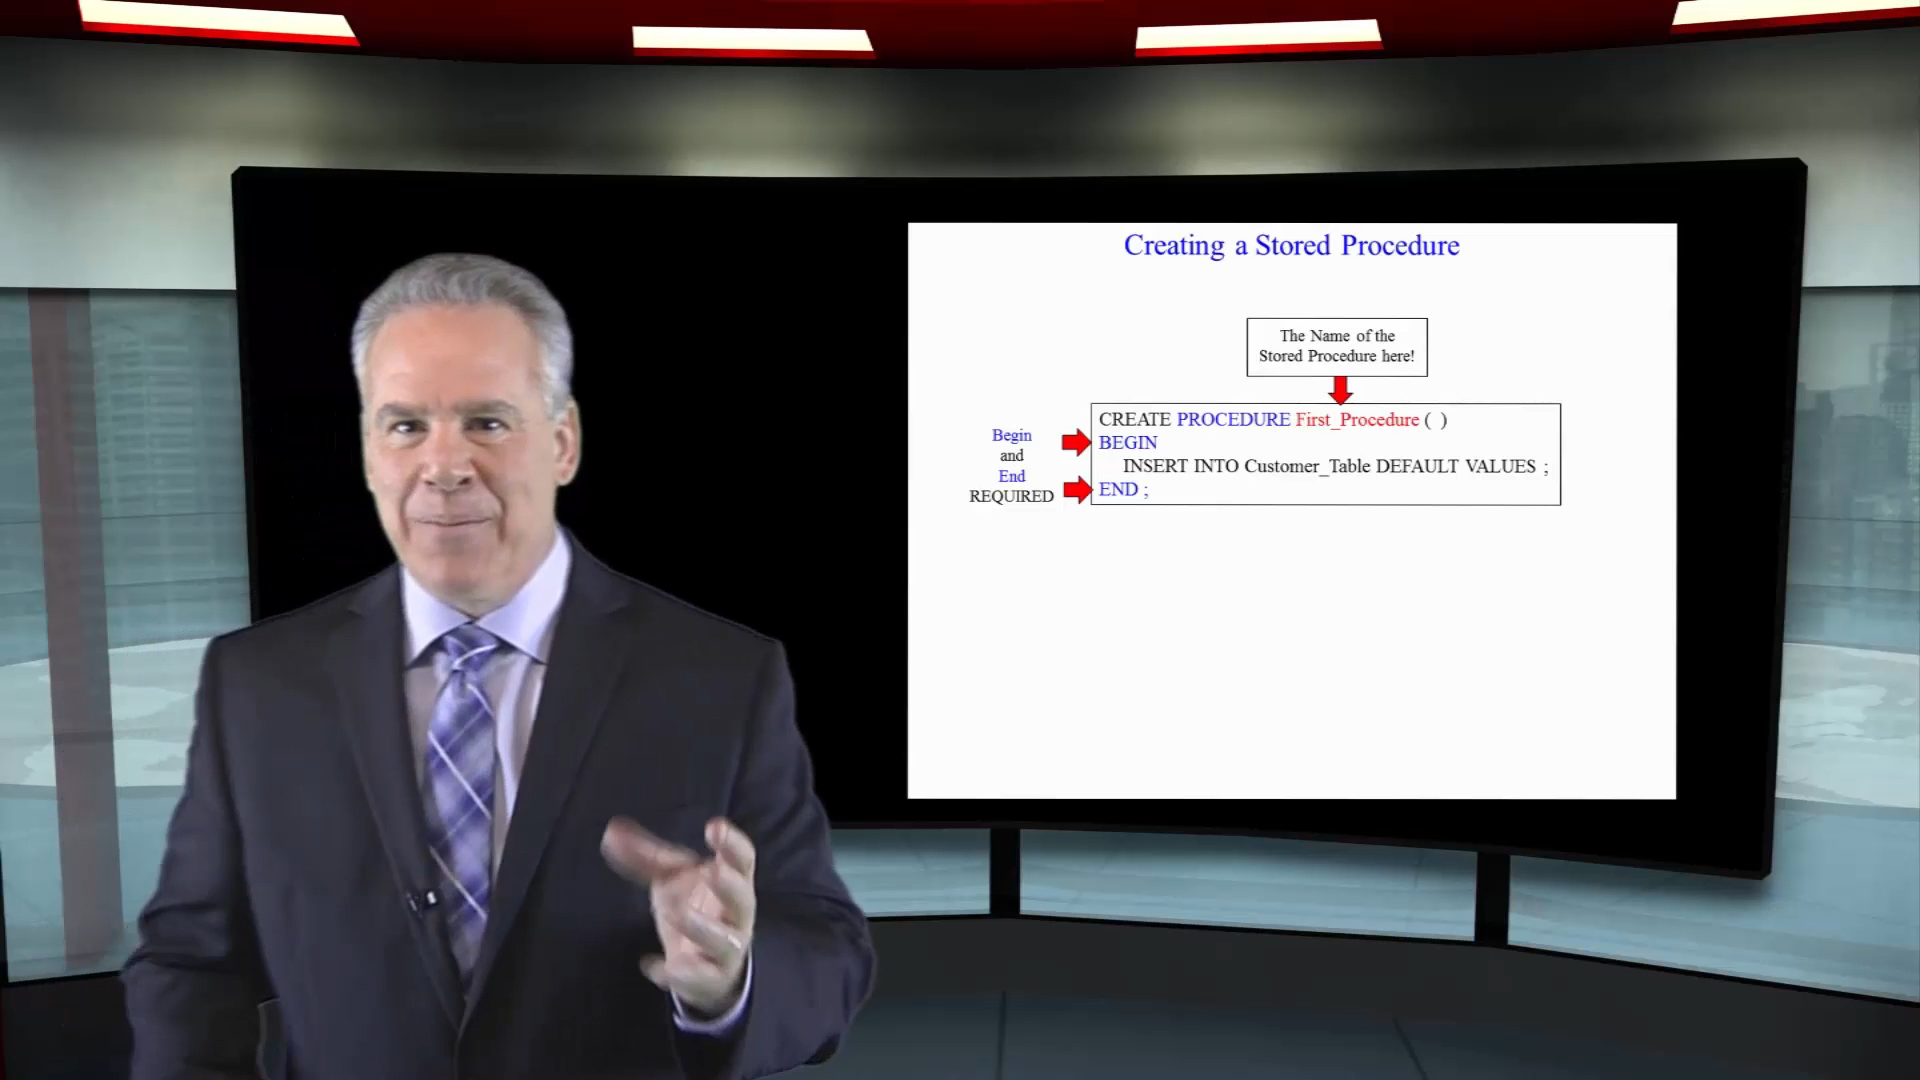 Creating a Stored Procedure
The Name of the
Stored Procedure here!
CREATE PROCEDURE First_Procedure ( )
BEGIN
INSERT INTO Customer_Table DEFAULT VALUES ;
END ;
Begin
and
End
REQUIRED